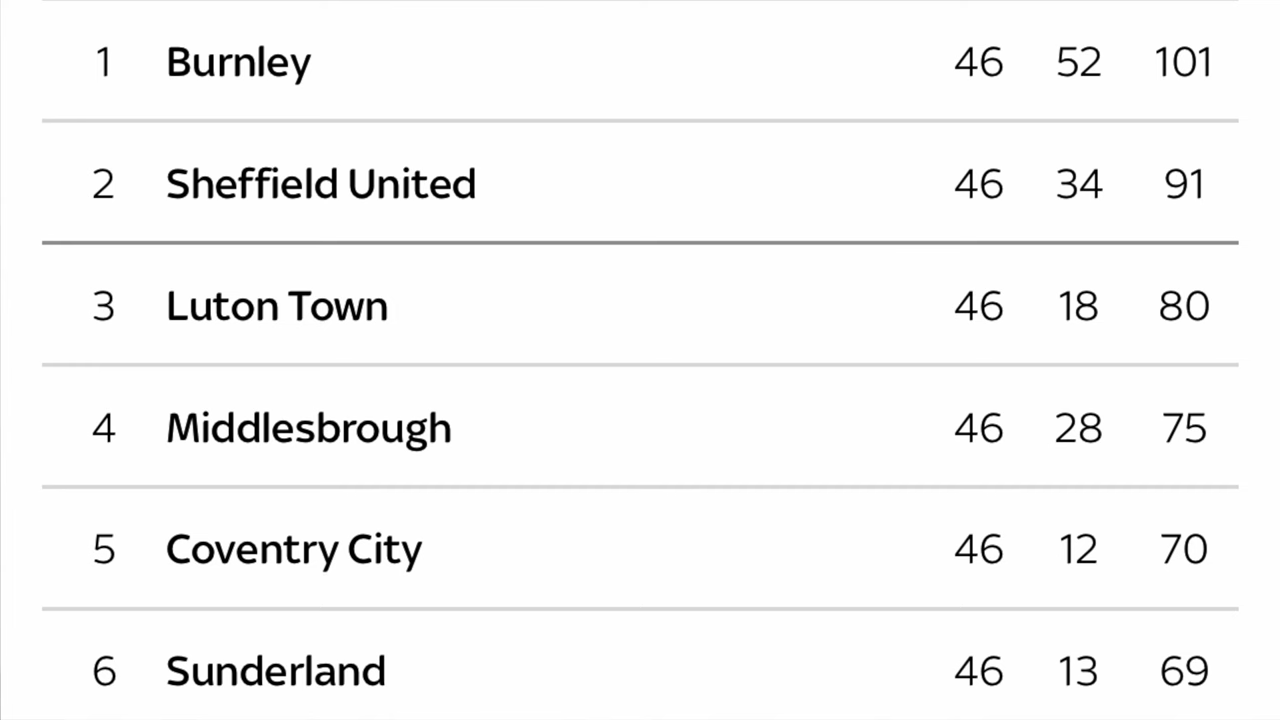 1 Burnley 46 52 101
2 Sheffield United 46 34 91
3 Luton Town 46 18 80
4 Middlesbrough 46 28 75
5 Coventry City 46 12 70
6 Sunderland 46 13 69